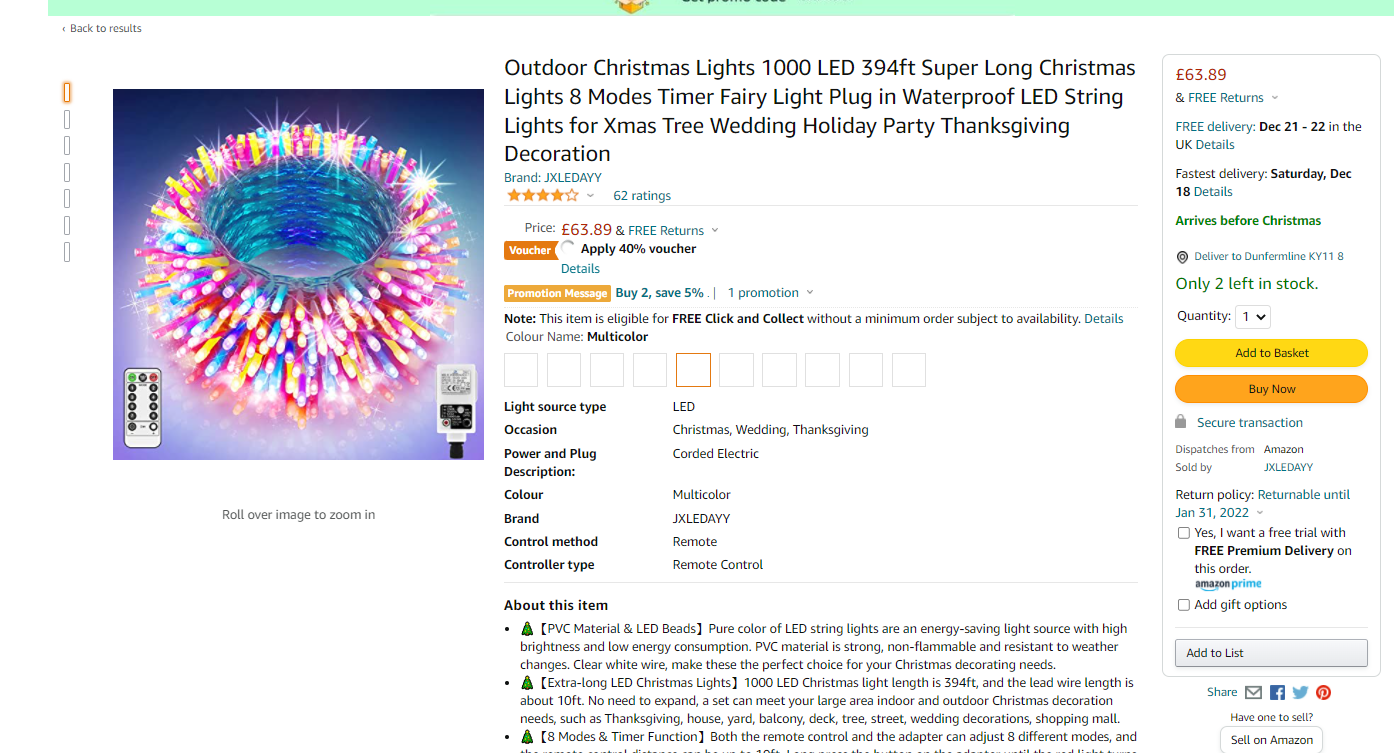 ‹ Back to results
Outdoor Christmas Lights 1000 LED 394ft Super Long Christmas
Lights 8 Modes Timer Fairy Light Plug in Waterproof LED String
Lights for Xmas Tree Wedding Holiday Party Thanksgiving
Decoration
Brand: JXLEDAYY
62 ratings
Price: £63.89 & FREE Returns
Voucher Apply 40% voucher
Details
Promotion Message Buy 2, save 5% . | 1 promotion
Note: This item is eligible for FREE Click and Collect without a minimum order subject to availability. Details
Colour Name: Multicolor
Light source type LED
Occasion Christmas, Wedding, Thanksgiving
Power and Plug Corded Electric
Description:
Colour Multicolor
Brand JXLEDAYY
Control method Remote
Controller type Remote Control
About this item
• 🎄【PVC Material & LED Beads】Pure color of LED string lights are an energy-saving light source with high
brightness and low energy consumption. PVC material is strong, non-flammable and resistant to weather
changes. Clear white wire, make these the perfect choice for your Christmas decorating needs.
• 🎄【Extra-long LED Christmas Lights】1000 LED Christmas light length is 394ft, and the lead wire length is
about 10ft. No need to expand, a set can meet your large area indoor and outdoor Christmas decoration
needs, such as Thanksgiving, house, yard, balcony, deck, tree, street, wedding decorations, shopping mall.
• 🎄【8 Modes & Timer Function】Both the remote control and the adapter can adjust 8 different modes, and
Roll over image to zoom in
£63.89
& FREE Returns
FREE delivery: Dec 21 - 22 in the
UK Details
Fastest delivery: Saturday, Dec
18 Details
Arrives before Christmas
Deliver to Dunfermline KY11 8
Only 2 left in stock.
Quantity: 1
Add to Basket
Buy Now
Secure transaction
Dispatches from Amazon
Sold by JXLEDAYY
Return policy: Returnable until
Jan 31, 2022
Yes, I want a free trial with
FREE Premium Delivery on
this order.
amazon prime
Add gift options
Add to List
Share
Have one to sell?
Sell on Amazon